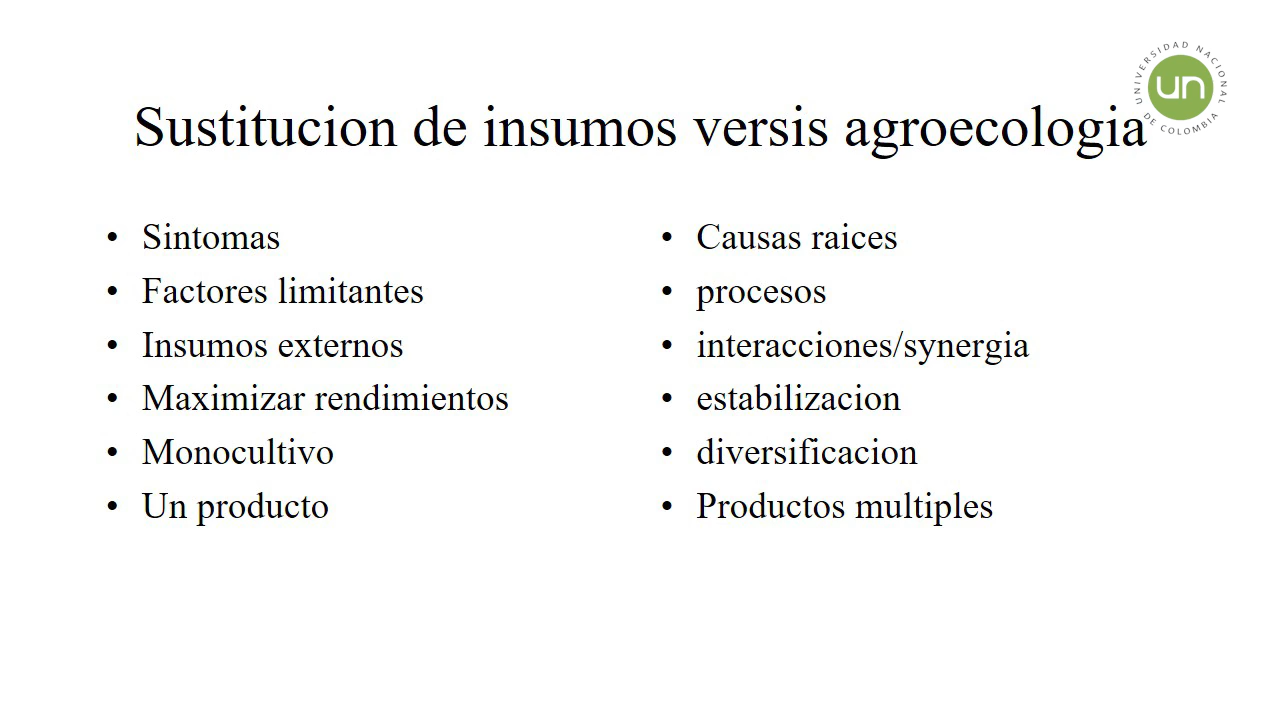 UNIVERSIDAD NACIONAL
DE COLOMBIA
un
Sustitucion de insumos versis agroecologia
• Sintomas
• Factores limitantes
• Insumos externos
• Maximizar rendimientos
• Monocultivo
• Un producto
• Causas raices
• procesos
• interacciones/synergia
• estabilizacion
• diversificacion
• Productos multiples